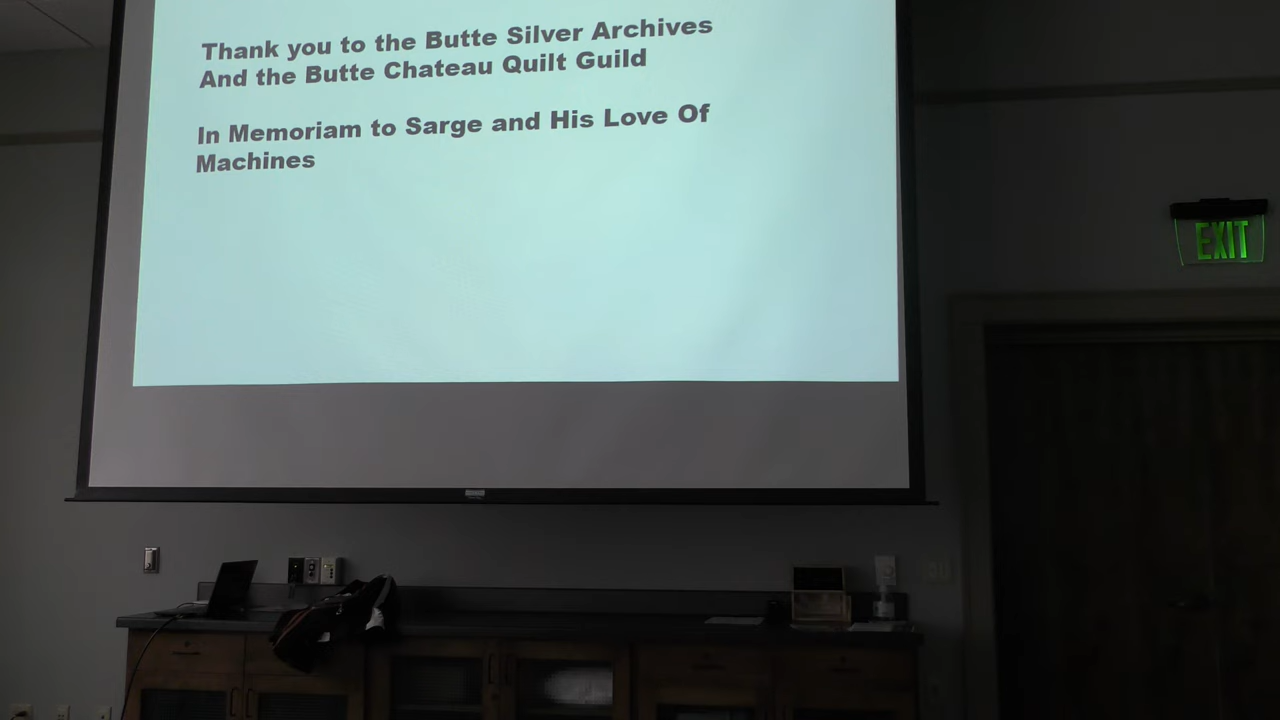 Thank you to the Butte Silver Archives
And the Butte Chateau Quilt Guild
In Memoriam to Sarge and His Love Of
Machines
EXIT